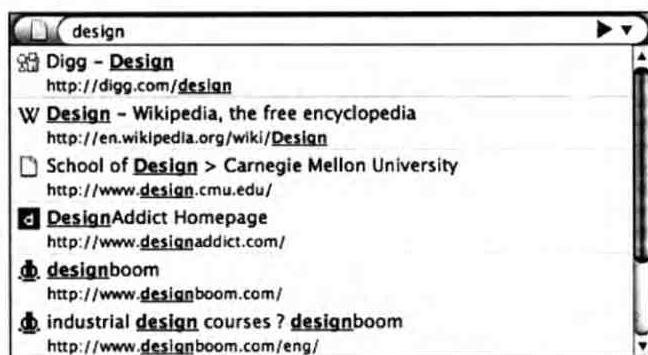 design
Digg – Design
http://digg.com/design
W Design – Wikipedia, the free encyclopedia
http://en.wikipedia.org/wiki/Design
School of Design > Carnegie Mellon University
http://www.design.cmu.edu/
d DesignAddict Homepage
http://www.designaddict.com/
designboom
http://www.designboom.com/
industrial design courses ? designboom
http://www.designboom.com/eng/